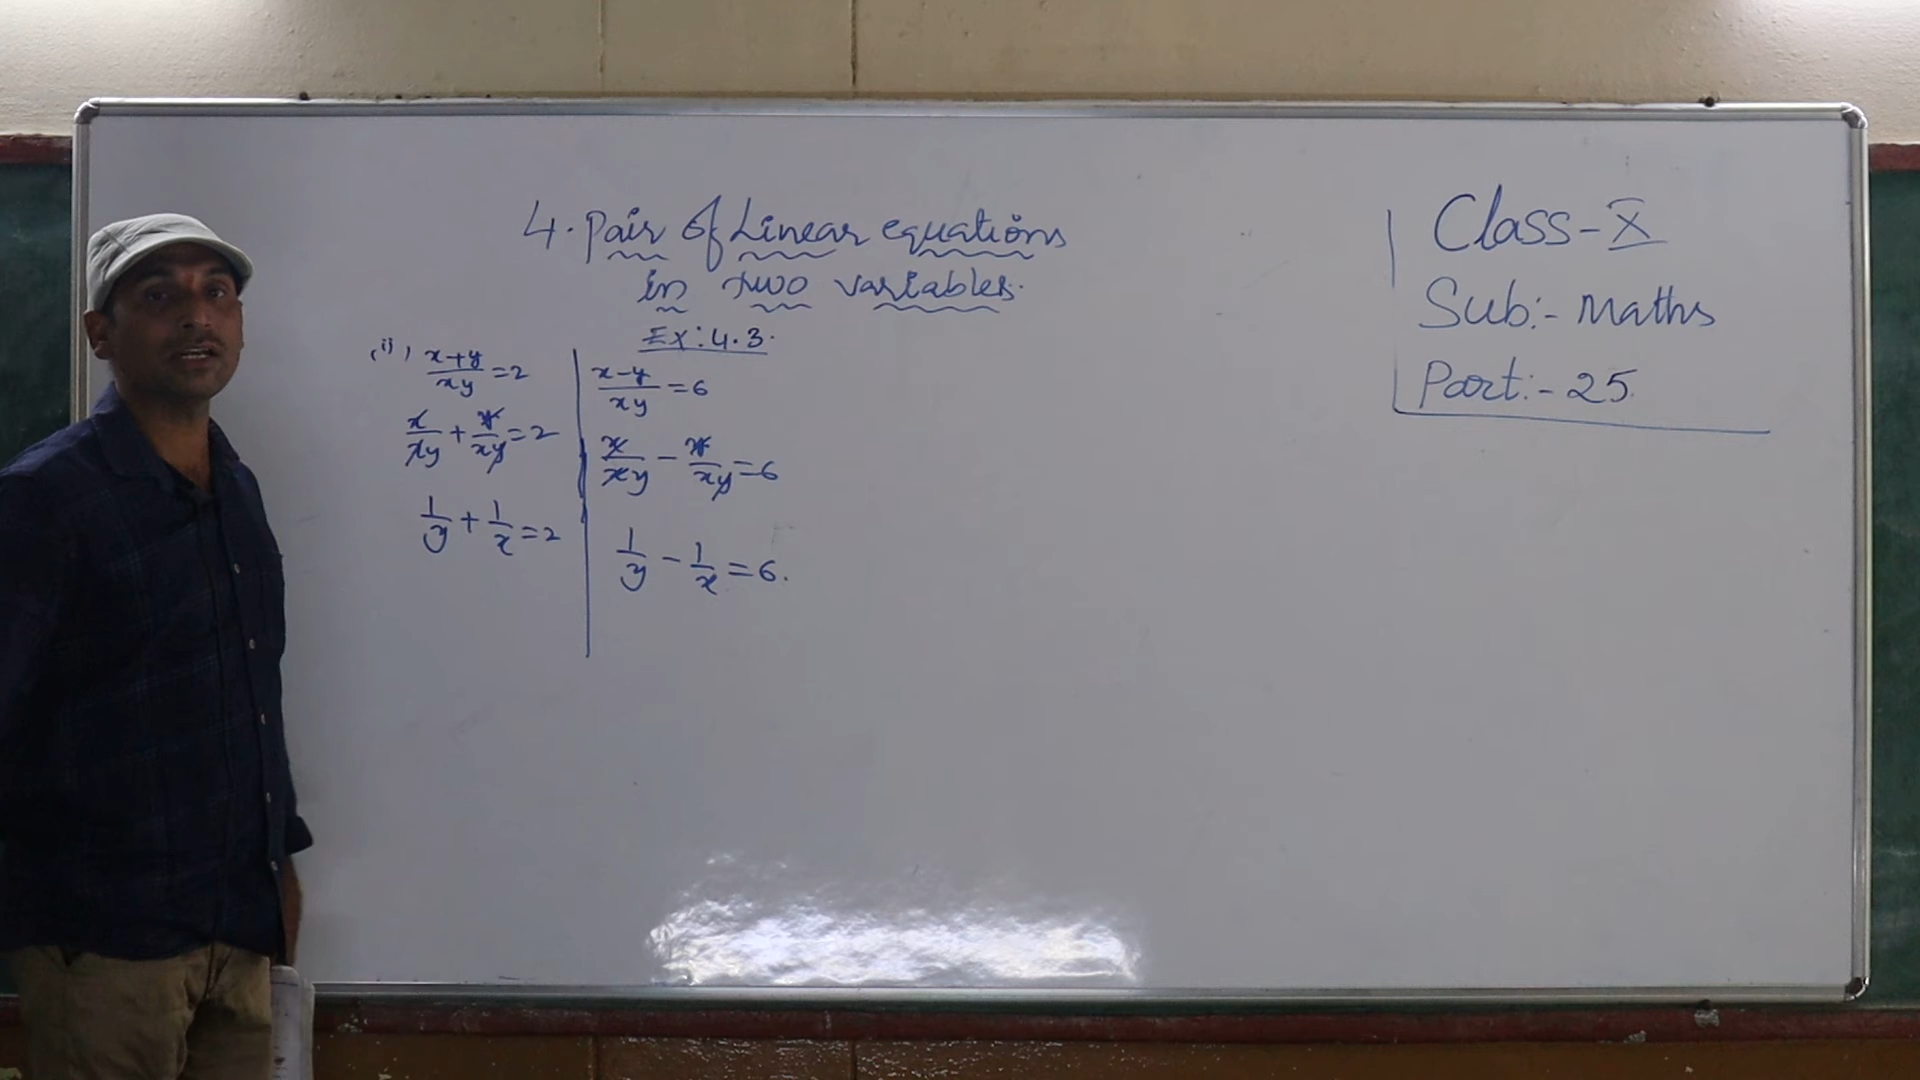 4. Pair of Linear equations
in two variables.
Ex: 4.3.
(ii) x+y/xy = 2
x/xy + y/xy = 2
1/y + 1/x = 2
x-y/xy = 6
x/xy - y/xy = 6
1/y - 1/x = 6.
Class-X
Sub:- Maths
Part:- 25.